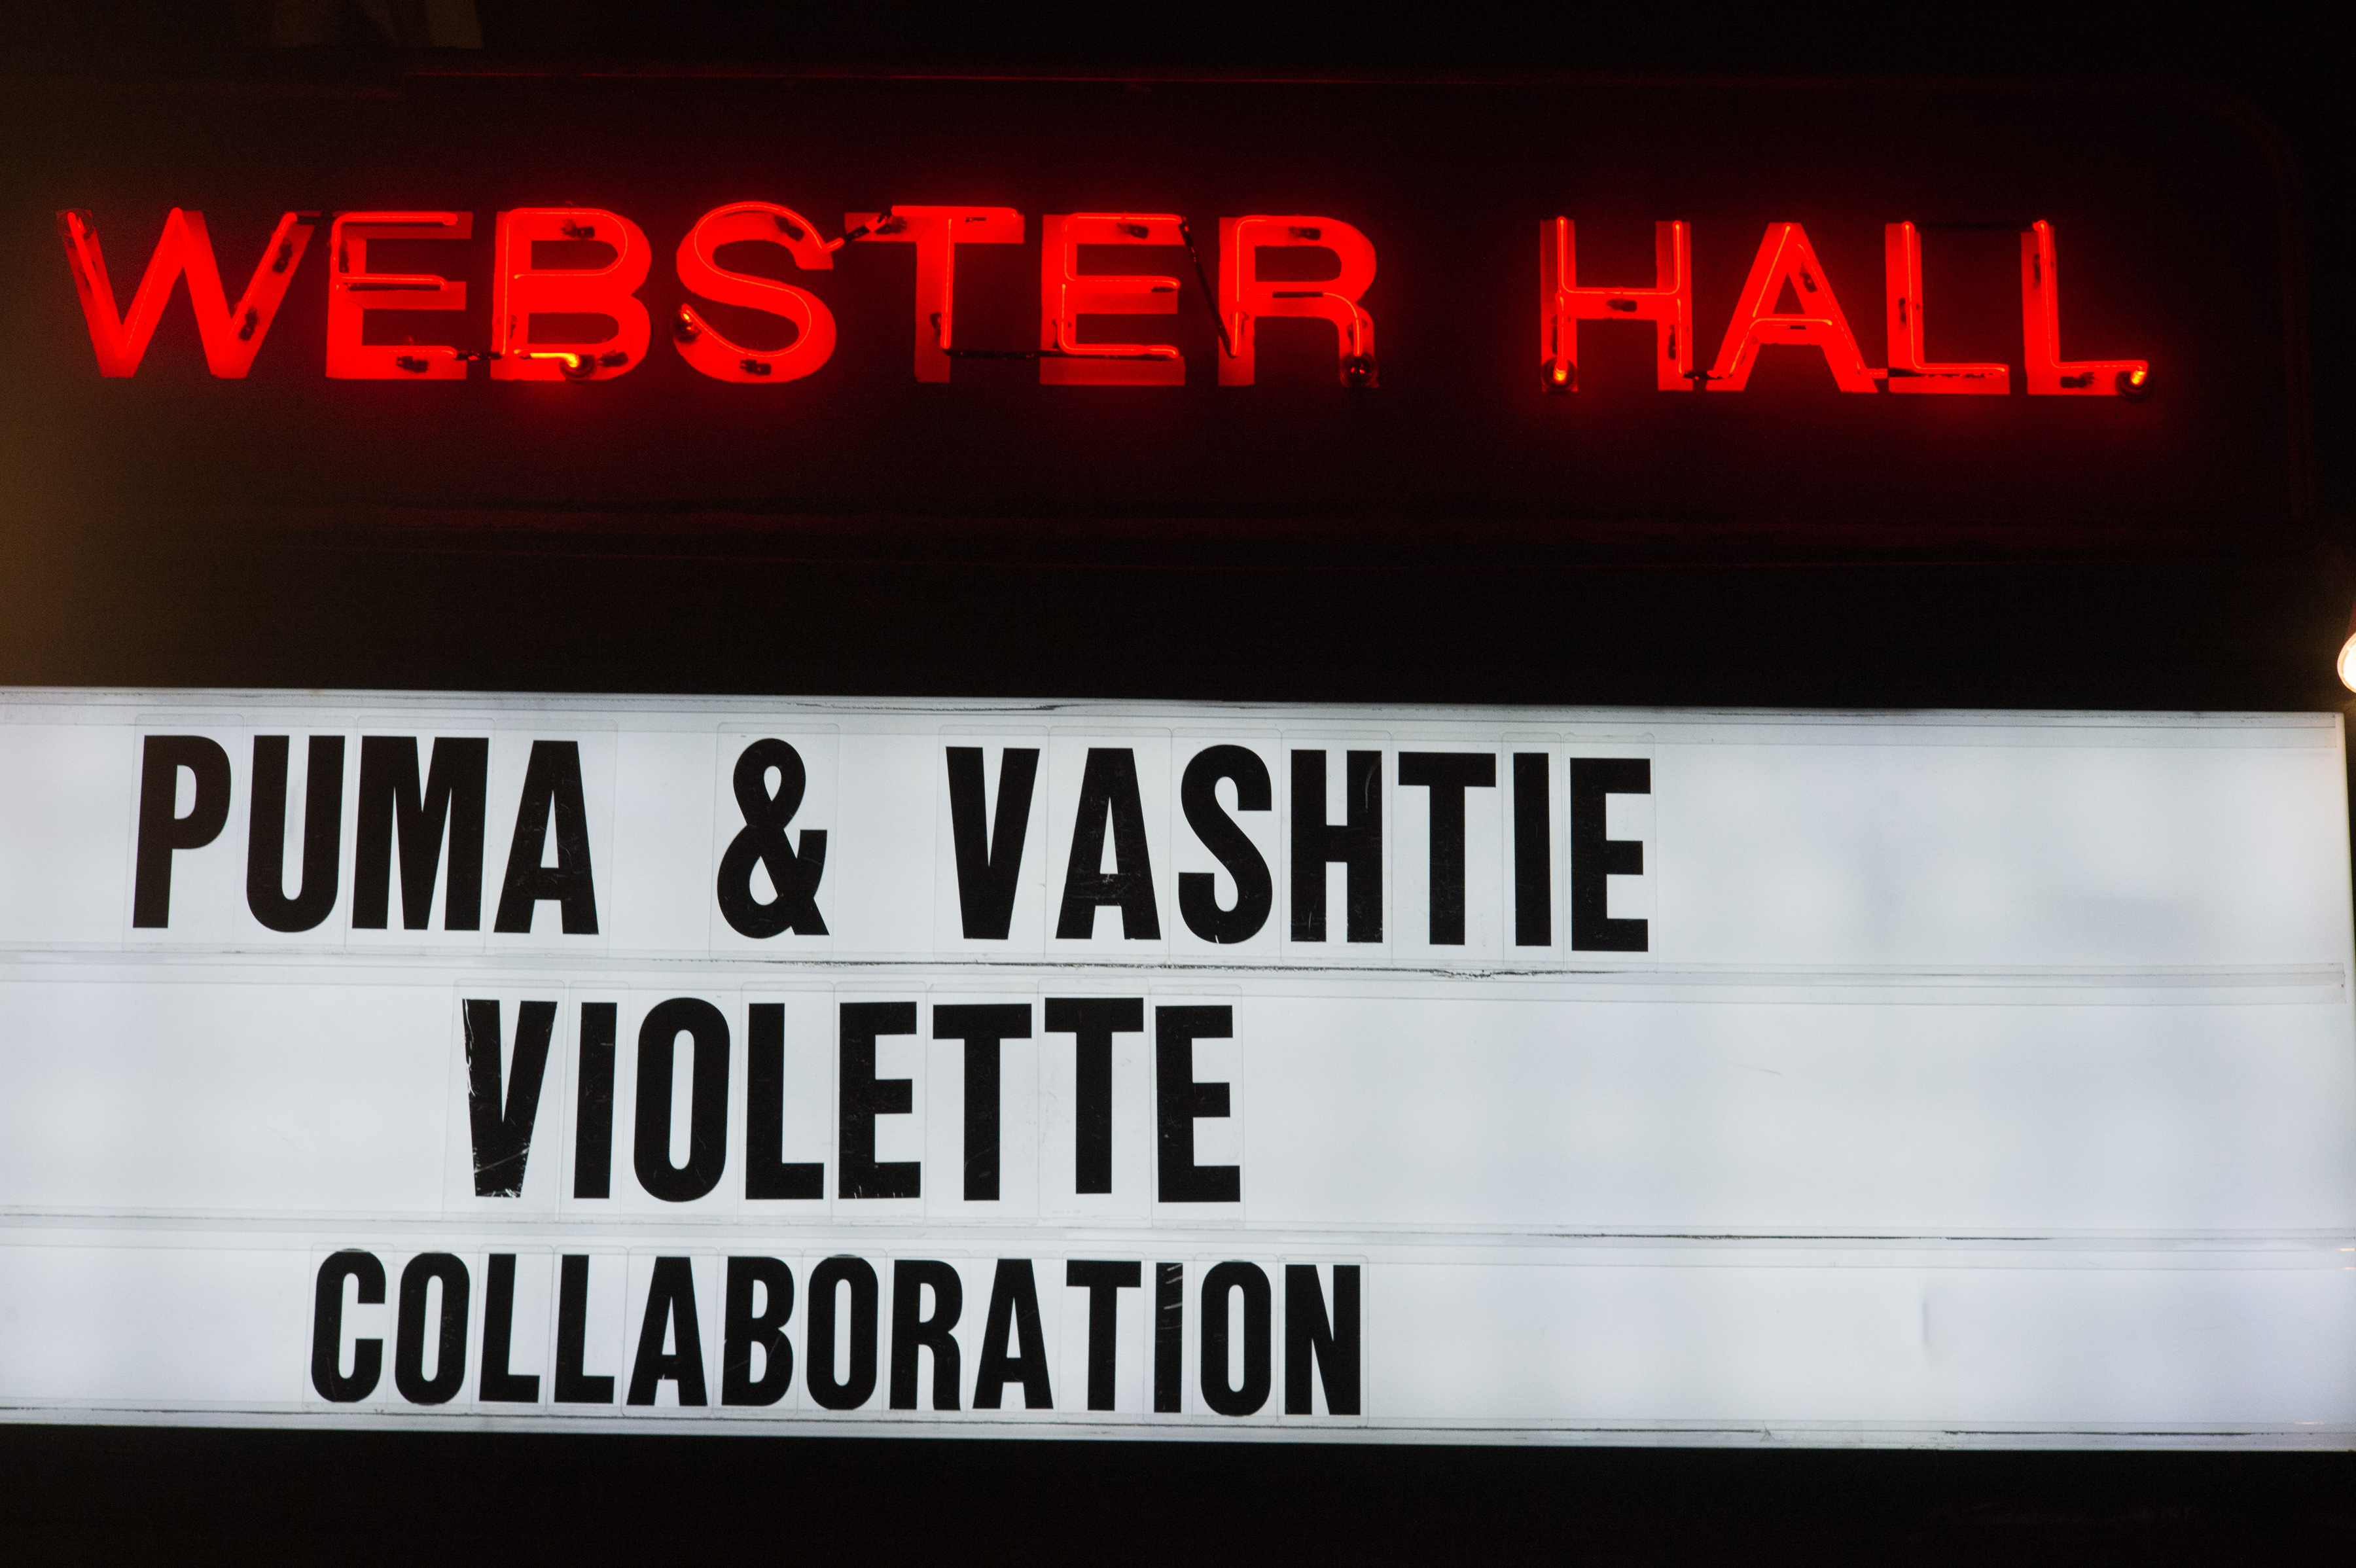 WEBSTER HALL
PUMA & VASHTIE
VIOLETTE
COLLABORATION